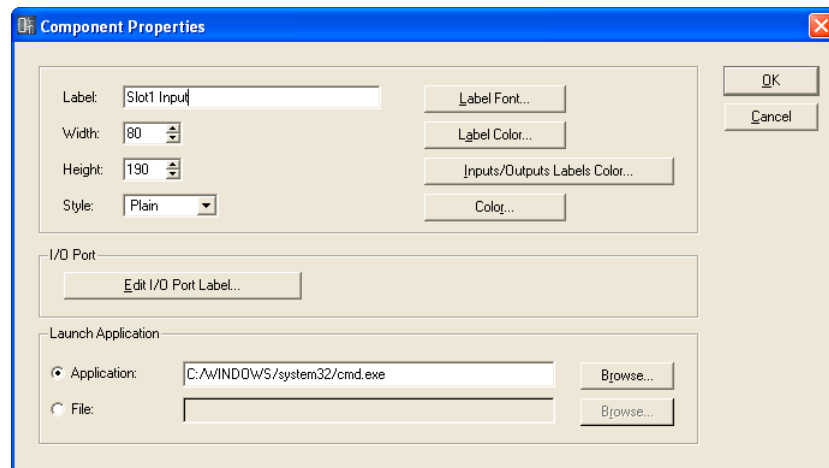 Component Properties
Label: Slot1 Input Label Font... OK
Width: 80 Label Color... Cancel
Height: 190 Inputs/Outputs Labels Color...
Style: Plain Color...
I/O Port
Edit I/O Port Label...
Launch Application
Application: C:/WINDOWS/system32/cmd.exe Browse...
File: Browse...